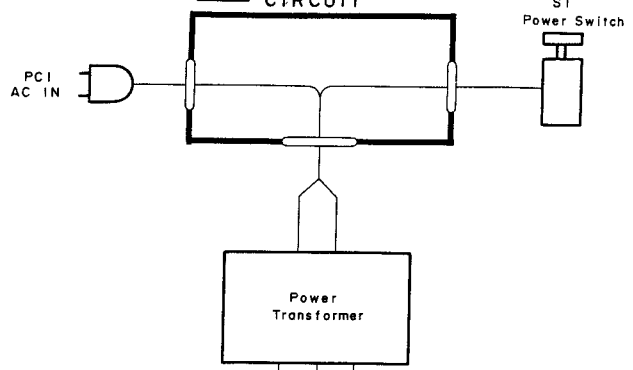 CIRCUIT
S1
Power Switch
PC1
AC IN
Power
Transformer